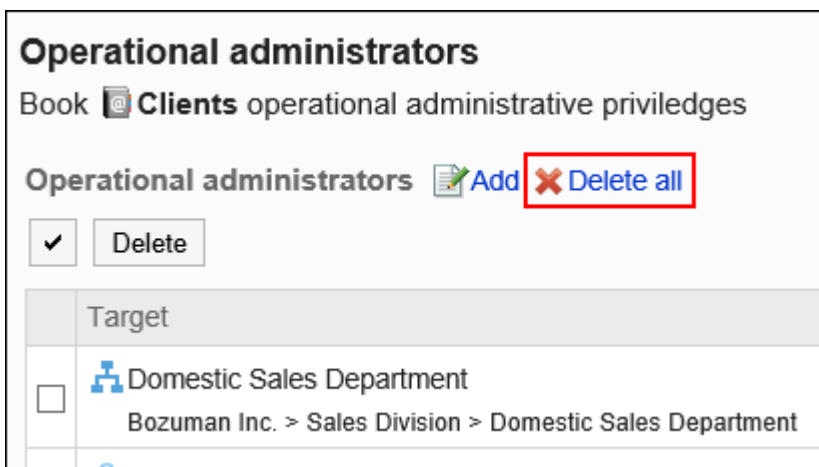 Operational administrators
Book Clients operational administrative priviledges
Operational administrators Add Delete all
Delete
Target
Domestic Sales Department
Bozuman Inc. > Sales Division > Domestic Sales Department